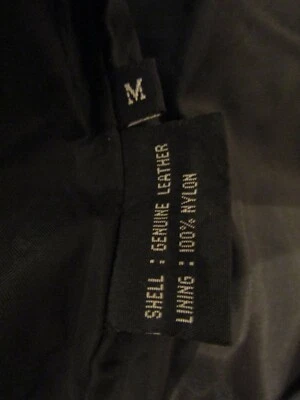 M
SHELL : GENUINE LEATHER
LINING : 100% NYLON